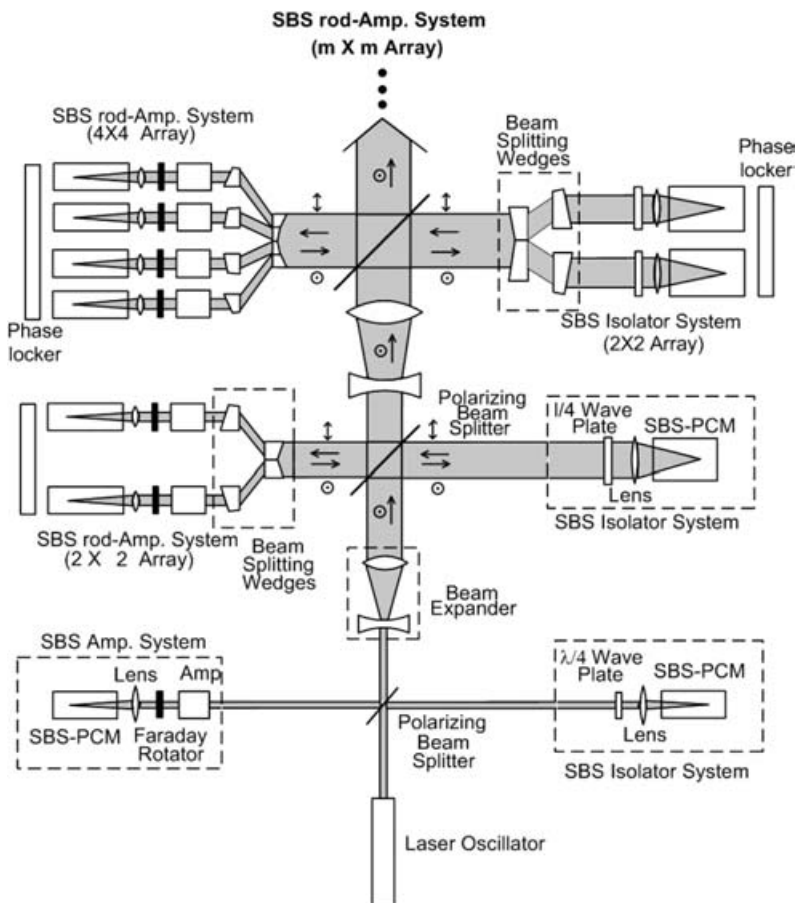 SBS rod-Amp. System
(m X m Array)
SBS rod-Amp. System
(4X4 Array)
Beam
Splitting
Wedges
Phase
locker
Phase
locker
SBS Isolator System
(2X2 Array)
Polarizing
Beam
Splitter
l/4 Wave
Plate
SBS-PCM
Lens
SBS Isolator System
SBS rod-Amp. System
(2 X 2 Array)
Beam
Splitting
Wedges
Beam
Expander
SBS Amp. System
Lens
Amp
SBS-PCM
Faraday
Rotator
Polarizing
Beam
Splitter
λ/4 Wave
Plate
SBS-PCM
Lens
SBS Isolator System
Laser Oscillator